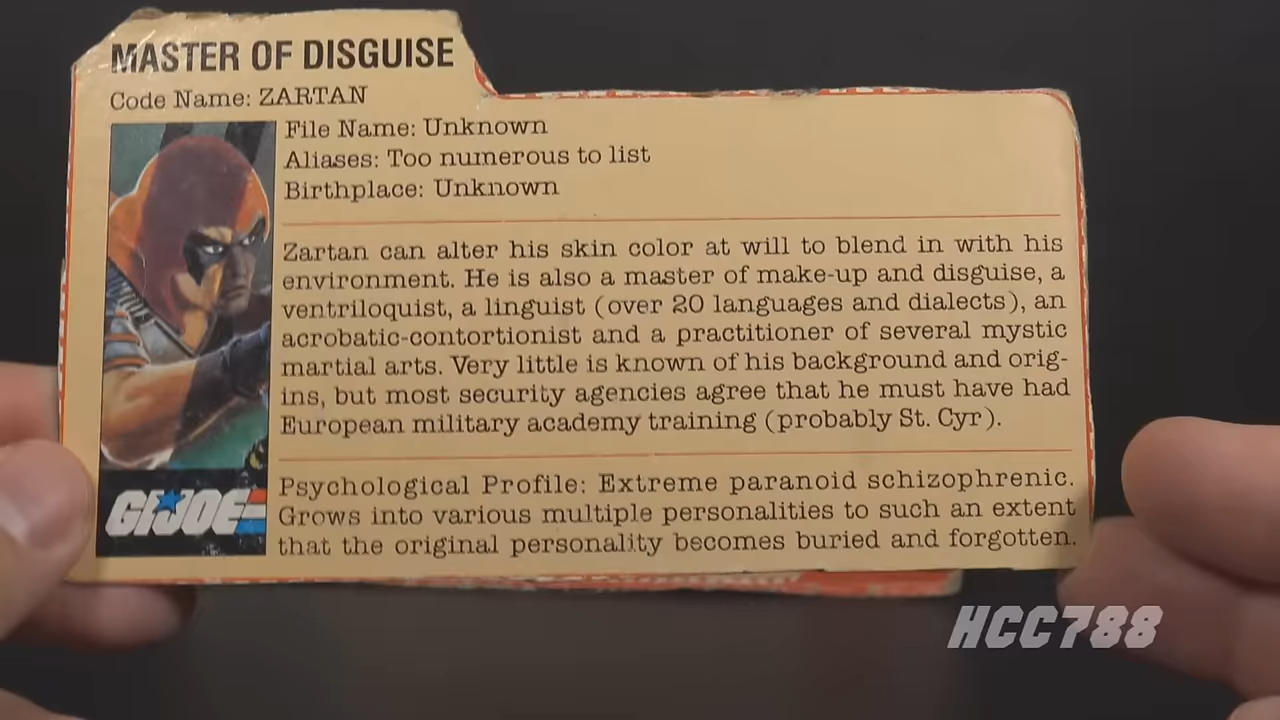 MASTER OF DISGUISE
Code Name: ZARTAN
File Name: Unknown
Aliases: Too numerous to list
Birthplace: Unknown
Zartan can alter his skin color at will to blend in with his
environment. He is also a master of make-up and disguise, a
ventriloquist, a linguist (over 20 languages and dialects), an
acrobatic-contortionist and a practitioner of several mystic
martial arts. Very little is known of his background and orig-
ins, but most security agencies agree that he must have had
European military academy training (probably St. Cyr).
Psychological Profile: Extreme paranoid schizophrenic.
Grows into various multiple personalities to such an extent
that the original personality becomes buried and forgotten.
GI JOE
HCC788